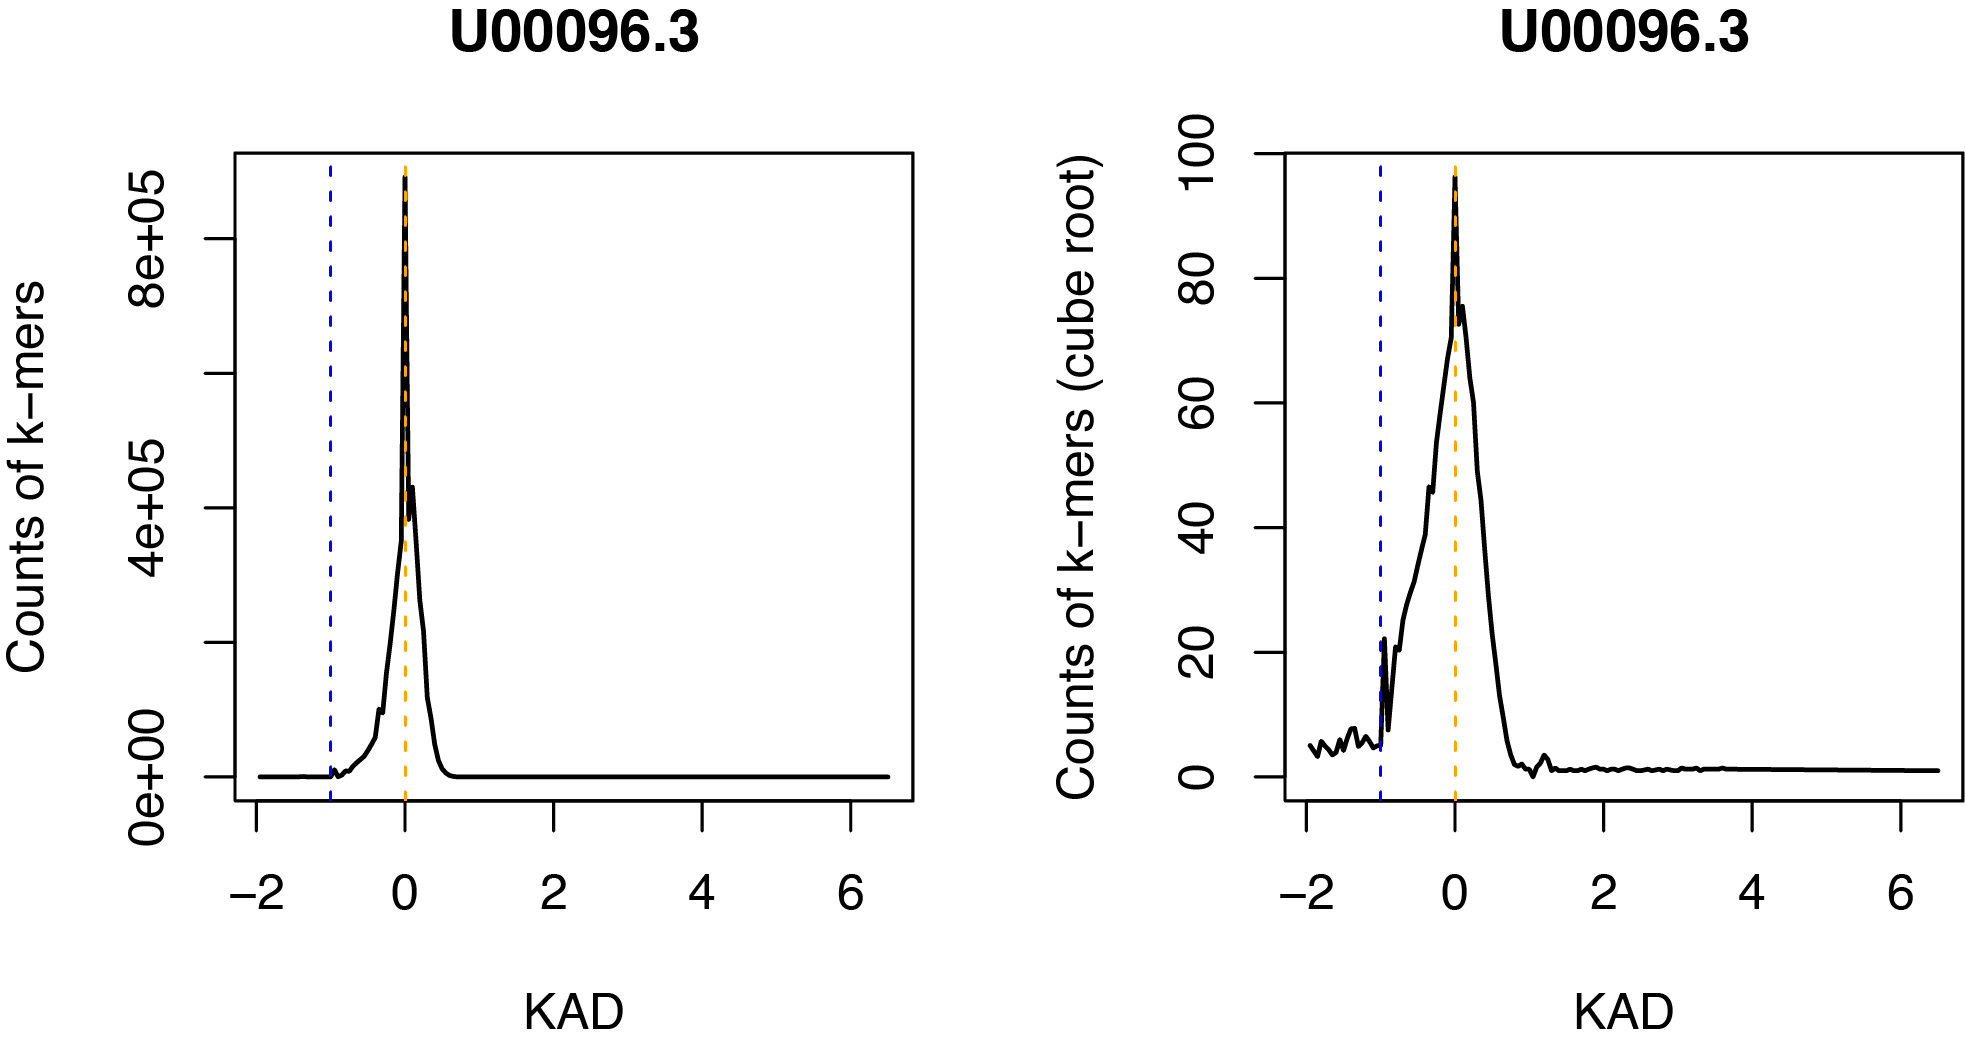 U00096.3
Counts of k−mers
0e+00
4e+05
8e+05
−2 0 2 4 6
KAD
U00096.3
Counts of k−mers (cube root)
0
20
40
60
80
100
−2 0 2 4 6
KAD